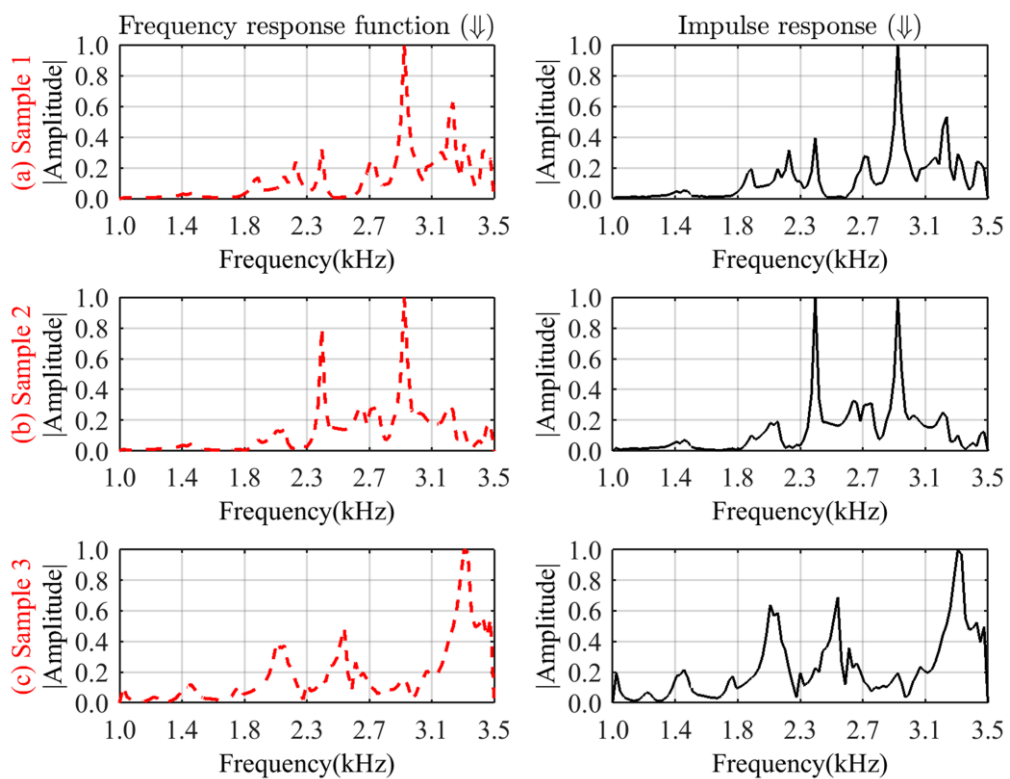 Frequency response function (⇓)
Impulse response (⇓)
(a) Sample 1
|Amplitude|
1.0
0.8
0.6
0.4
0.2
0.0
1.0 1.4 1.8 2.3 2.7 3.1 3.5
Frequency(kHz)
|Amplitude|
1.0
0.8
0.6
0.4
0.2
0.0
1.0 1.4 1.8 2.3 2.7 3.1 3.5
Frequency(kHz)
(b) Sample 2
|Amplitude|
1.0
0.8
0.6
0.4
0.2
0.0
1.0 1.4 1.8 2.3 2.7 3.1 3.5
Frequency(kHz)
|Amplitude|
1.0
0.8
0.6
0.4
0.2
0.0
1.0 1.4 1.8 2.3 2.7 3.1 3.5
Frequency(kHz)
(c) Sample 3
|Amplitude|
1.0
0.8
0.6
0.4
0.2
0.0
1.0 1.4 1.8 2.3 2.7 3.1 3.5
Frequency(kHz)
|Amplitude|
1.0
0.8
0.6
0.4
0.2
0.0
1.0 1.4 1.8 2.3 2.7 3.1 3.5
Frequency(kHz)